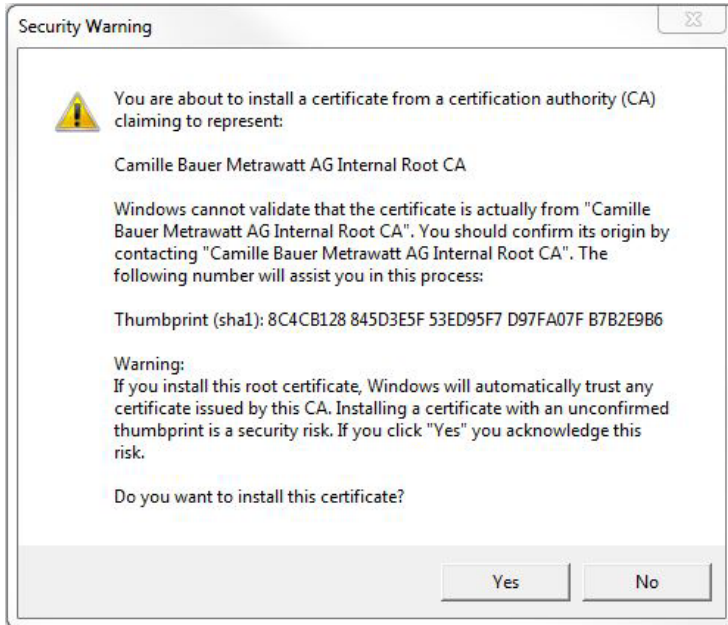 Security Warning
You are about to install a certificate from a certification authority (CA)
claiming to represent:
Camille Bauer Metrawatt AG Internal Root CA
Windows cannot validate that the certificate is actually from "Camille
Bauer Metrawatt AG Internal Root CA". You should confirm its origin by
contacting "Camille Bauer Metrawatt AG Internal Root CA". The
following number will assist you in this process:
Thumbprint (sha1): 8C4CB128 845D3E5F 53ED95F7 D97FA07F B7B2E9B6
Warning:
If you install this root certificate, Windows will automatically trust any
certificate issued by this CA. Installing a certificate with an unconfirmed
thumbprint is a security risk. If you click "Yes" you acknowledge this
risk.
Do you want to install this certificate?
Yes No